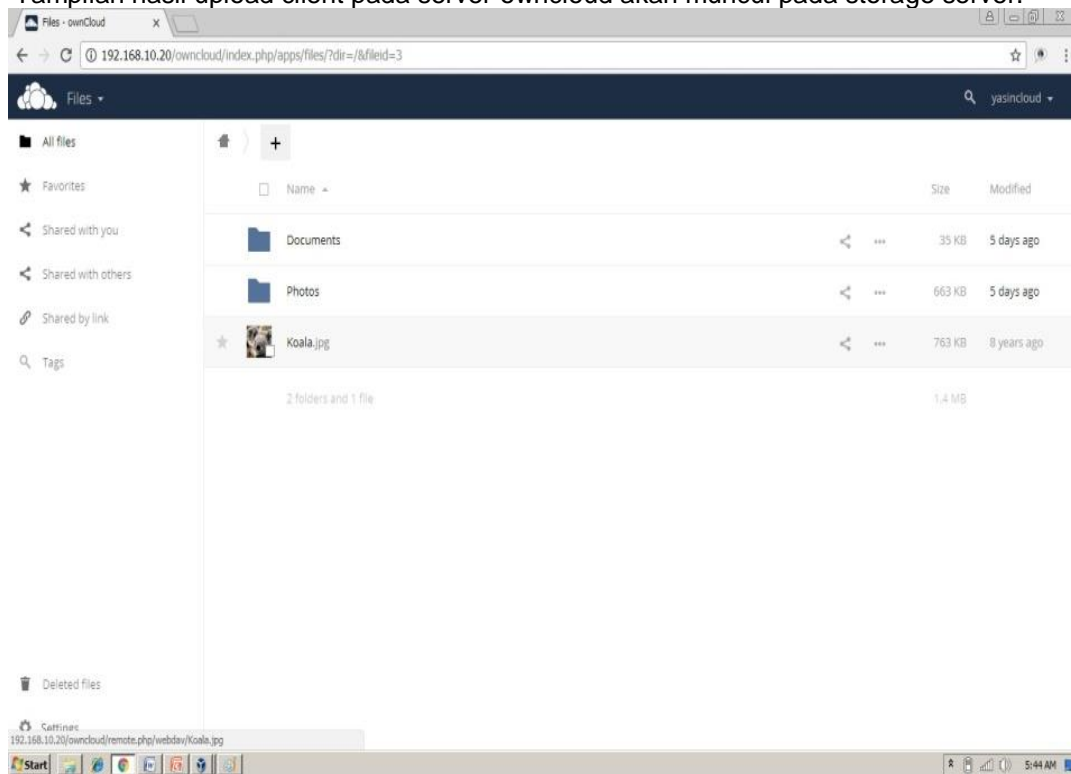 Tampilan hasil upload client pada server owncloud akan muncul pada storage server.
Files - ownCloud
192.168.10.20/owncloud/index.php/apps/files/?dir=/&fileid=3
Files
yasincloud
All files
Favorites
Shared with you
Shared with others
Shared by link
Tags
Name Size Modified
Documents 35 KB 5 days ago
Photos 663 KB 5 days ago
Koala.jpg 763 KB 8 years ago
2 folders and 1 file 1.4 MB
Deleted files
Settings
192.168.10.20/owncloud/remote.php/webdav/Koala.jpg
Start 5:44 AM